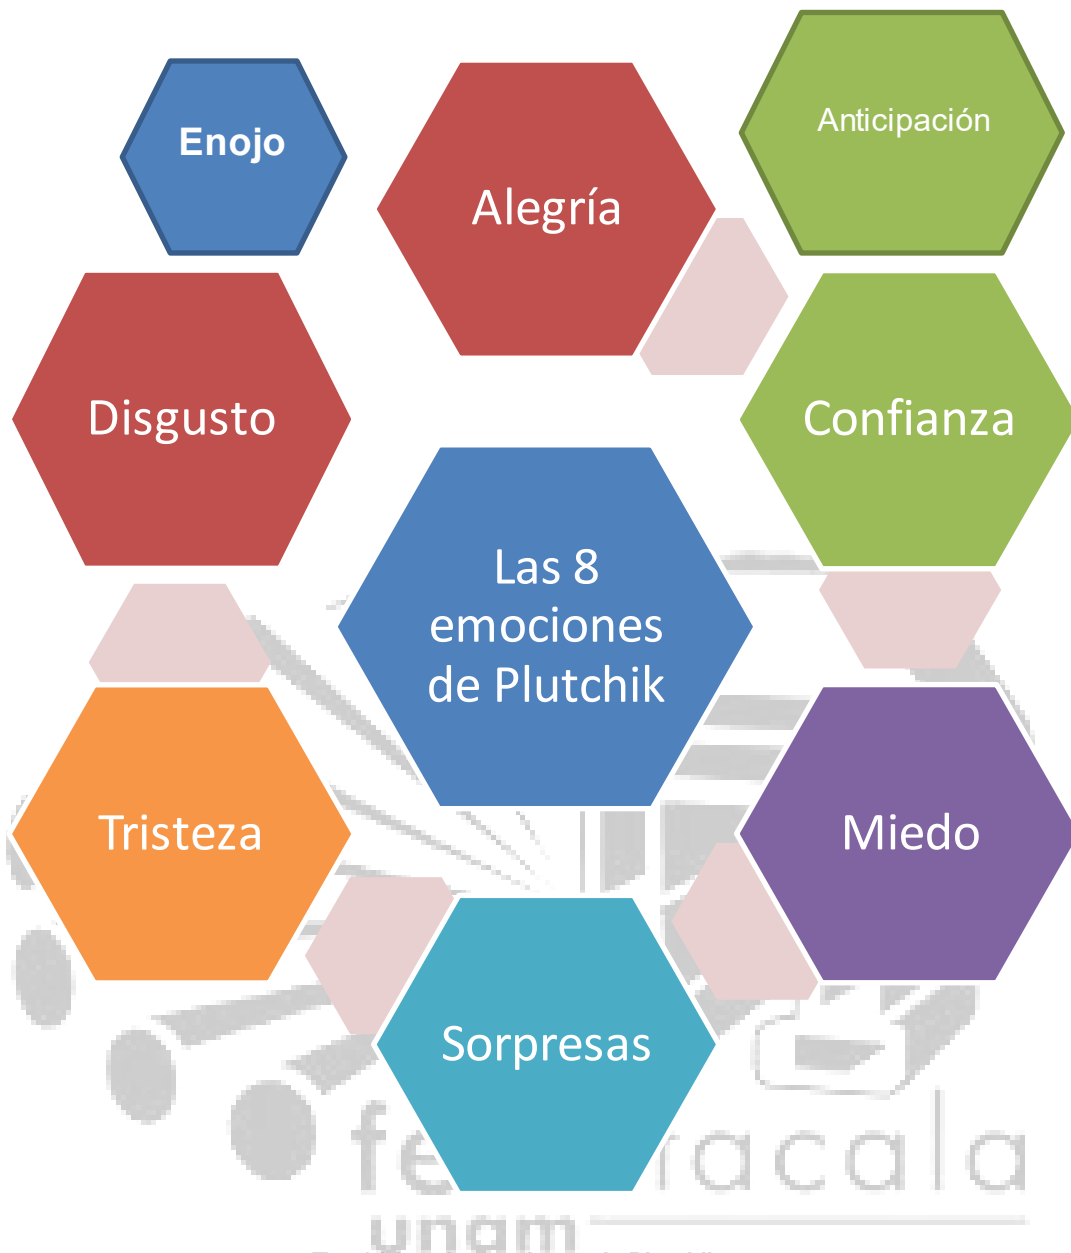 Enojo
Alegría
Anticipación
Disgusto
Confianza
Las 8
emociones
de Plutchik
Tristeza
Miedo
Sorpresas
unam